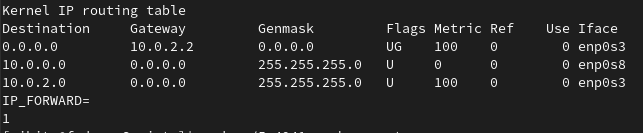 Kernel IP routing table
Destination     Gateway         Genmask         Flags Metric Ref    Use Iface
0.0.0.0         10.0.2.2        0.0.0.0         UG    100    0        0 enp0s3
10.0.0.0        0.0.0.0         255.255.255.0   U     0      0        0 enp0s8
10.0.2.0        0.0.0.0         255.255.255.0   U     100    0        0 enp0s3
IP_FORWARD=
1